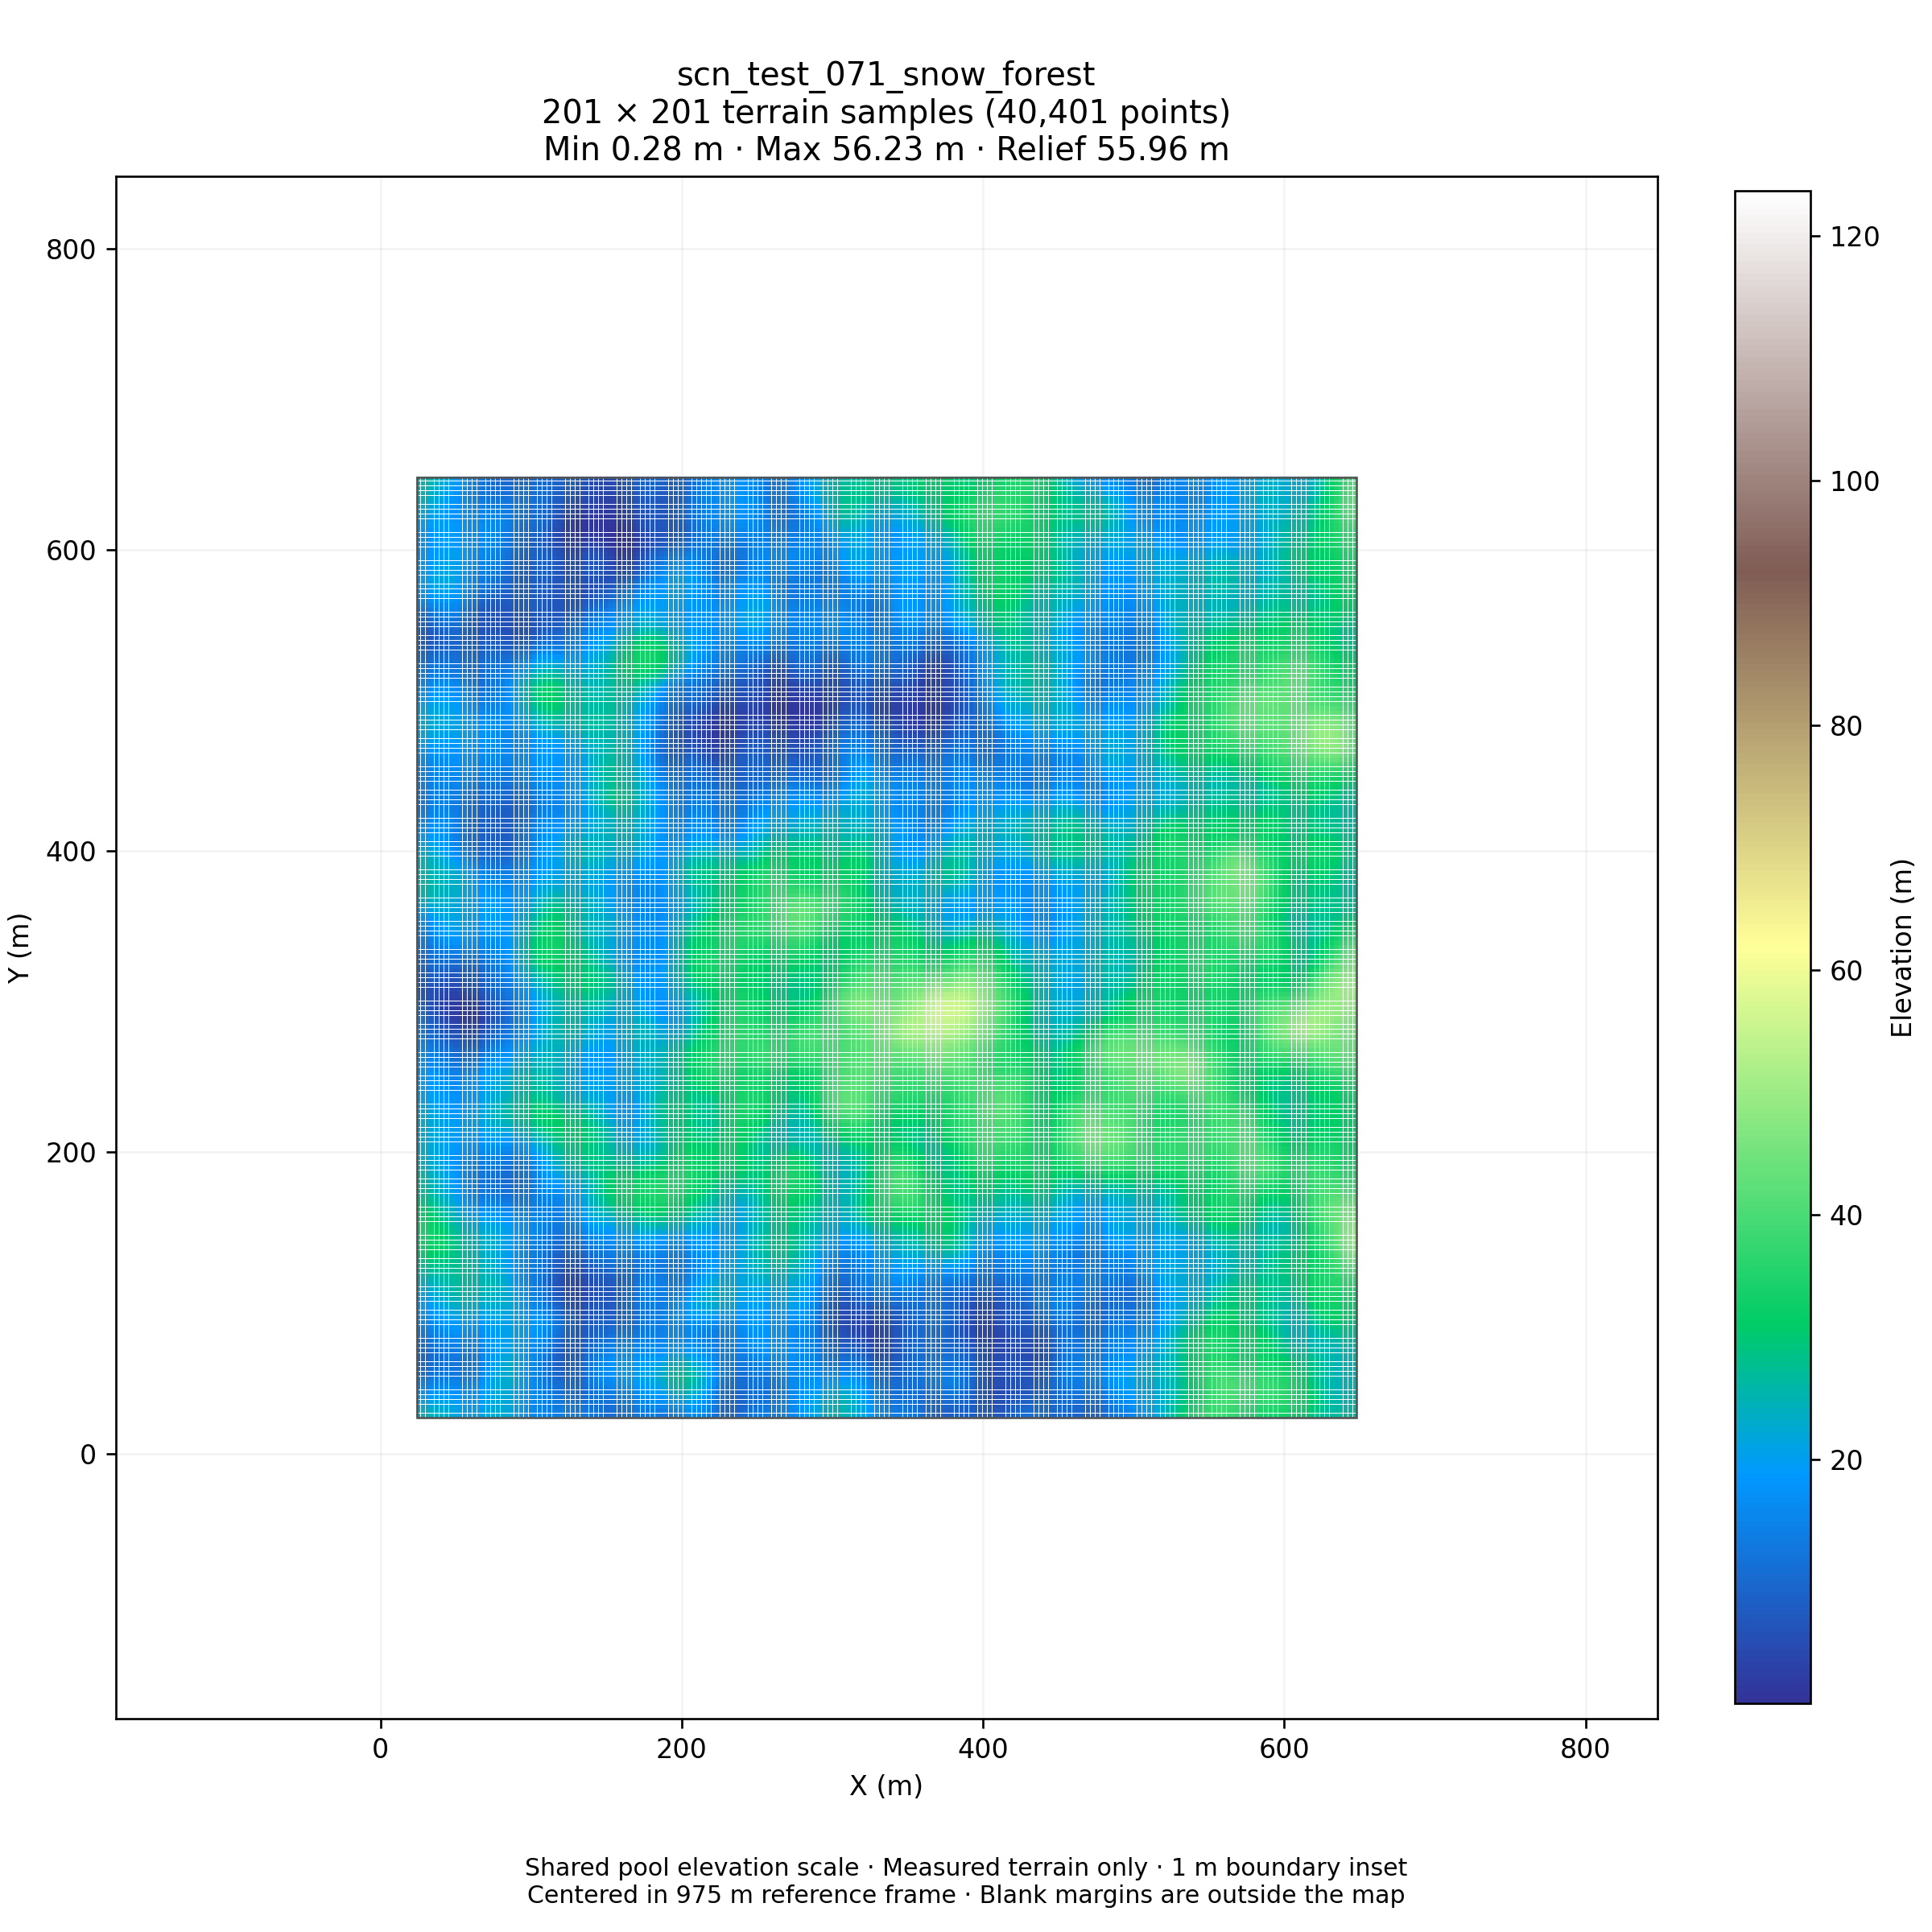 scn_test_071_snow_forest
201 × 201 terrain samples (40,401 points)
Min 0.28 m · Max 56.23 m · Relief 55.96 m
800
600
400
200
0
Y (m)
0
200
400
600
800
X (m)
120
100
80
60
40
20
Elevation (m)
Shared pool elevation scale · Measured terrain only · 1 m boundary inset
Centered in 975 m reference frame · Blank margins are outside the map